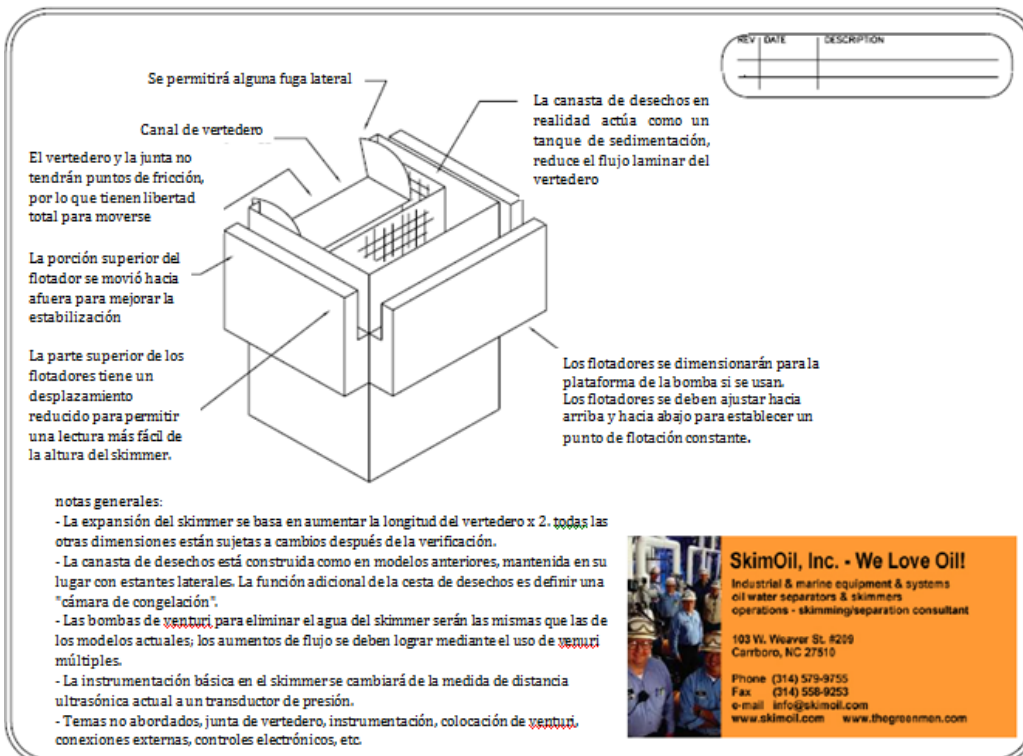 REV DATE DESCRIPTION
Se permitirá alguna fuga lateral
Canal de vertedero
El vertedero y la junta no
tendrán puntos de fricción,
por lo que tienen libertad
total para moverse
La porción superior del
flotador se movió hacia
afuera para mejorar la
estabilización
La parte superior de los
flotadores tiene un
desplazamiento
reducido para permitir
una lectura más fácil de
la altura del skimmer.
La canasta de desechos en
realidad actúa como un
tanque de sedimentación,
reduce el flujo laminar del
vertedero
Los flotadores se dimensionarán para la
plataforma de la bomba si se usan.
Los flotadores se deben ajustar hacia
arriba y hacia abajo para establecer un
punto de flotación constante.
notas generales:
- La expansión del skimmer se basa en aumentar la longitud del vertedero x 2. todas las
otras dimensiones están sujetas a cambios después de la verificación.
- La canasta de desechos está construida como en modelos anteriores, mantenida en su
lugar con estantes laterales. La función adicional de la cesta de desechos es definir una
"cámara de congelación".
- Las bombas de venturi para eliminar el agua del skimmer serán las mismas que las de
los modelos actuales; los aumentos de flujo se deben lograr mediante el uso de venuri
múltiples.
- La instrumentación básica en el skimmer se cambiará de la medida de distancia
ultrasónica actual a un transductor de presión.
- Temas no abordados, junta de vertedero, instrumentación, colocación de venturi,
conexiones externas, controles electrónicos, etc.
SkimOil, Inc. - We Love Oil!
Industrial & marine equipment & systems
oil water separators & skimmers
operations - skimming/separation consultant
103 W. Weaver St. #209
Carrboro, NC 27510
Phone (314) 579-9755
Fax (314) 558-9253
e-mail info@skimoil.com
www.skimoil.com www.thegreenmen.com